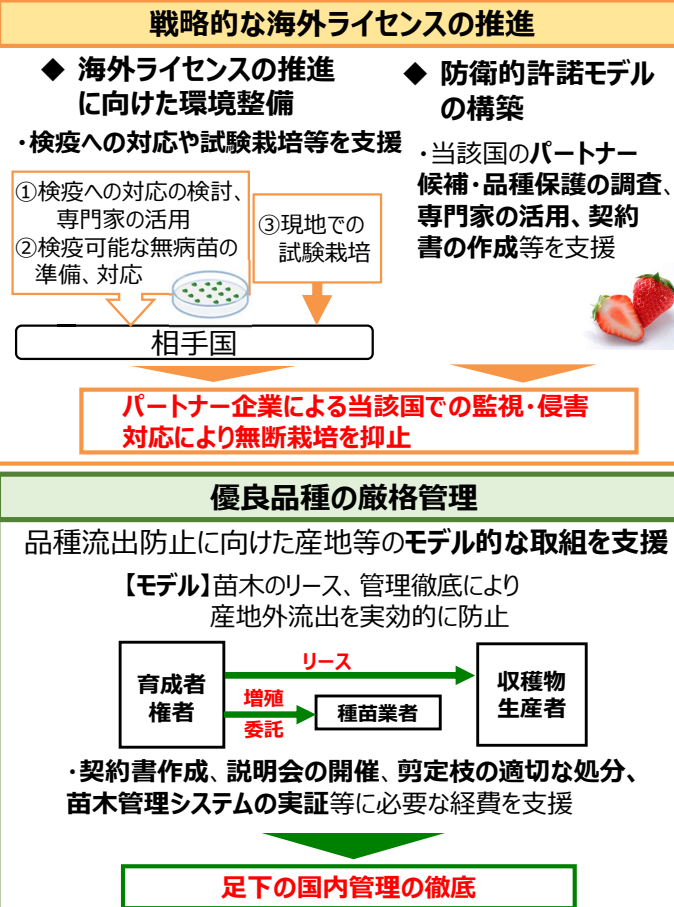 戦略的な海外ライセンスの推進
◆ 海外ライセンスの推進
に向けた環境整備
・検疫への対応や試験栽培等を支援
①検疫への対応の検討、
専門家の活用
②検疫可能な無病苗の
準備、対応
③現地での
試験栽培
相手国
◆ 防衛的許諾モデル
の構築
・当該国のパートナー
候補・品種保護の調査、
専門家の活用、契約
書の作成等を支援
パートナー企業による当該国での監視・侵害
対応により無断栽培を抑止
優良品種の厳格管理
品種流出防止に向けた産地等のモデル的な取組を支援
【モデル】苗木のリース、管理徹底により
産地外流出を実効的に防止
育成者
権者
リース
増殖
委託
種苗業者
収穫物
生産者
・契約書作成、説明会の開催、剪定枝の適切な処分、
苗木管理システムの実証等に必要な経費を支援
足下の国内管理の徹底